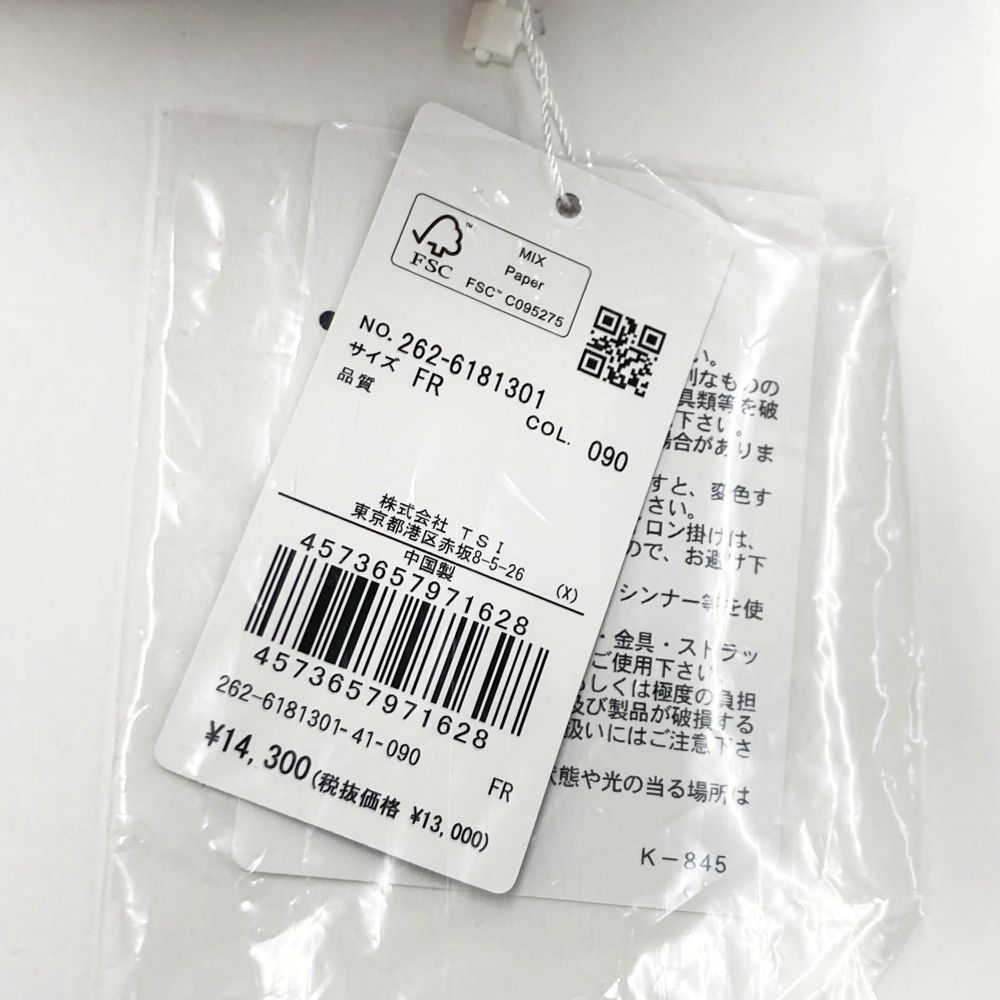 FSC™
MIX
Paper
FSC™ C095275
NO. 262-6181301
サイズ FR
品質
COL. 090
株式会社 TSI
東京都港区赤坂8-5-26
中国製
(X)
4573657971628
4573657971628
262-6181301-41-090
FR
¥14,300(税抜価格 ¥13,000)
い。
利なものの
具類等を破
下さい。
場合がありま
すと、変色す
さい。
イロン掛けは、
ので、お避け下
シンナー等を使
・金具・ストラッ
ご使用下さい。
もしくは極度の負担
及び製品が破損する
扱いにはご注意下さ
状態や光の当る場所は
K-845